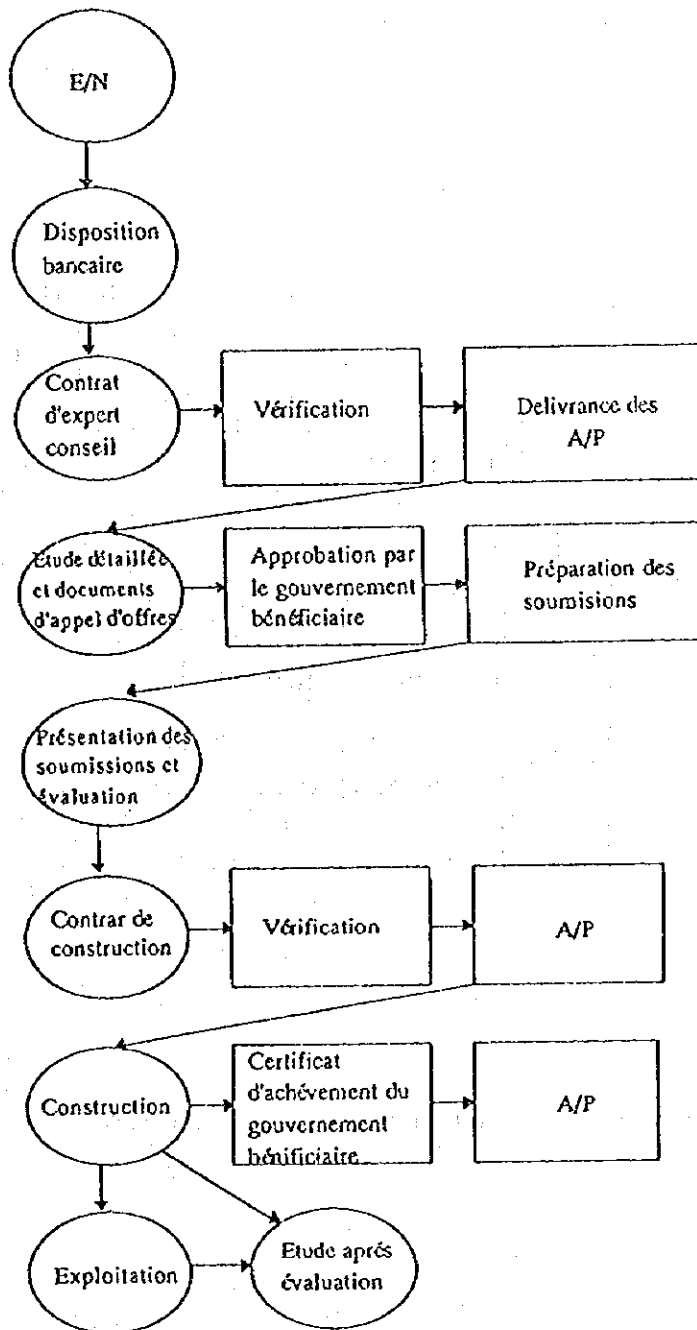 E/N
Disposition
bancaire
Contrat
d'expert
conseil
Vérification
Delivrance des
A/P
Etude détaillée
et documents
d'appel d'offres
Approbation par
le gouvernement
bénéficiaire
Préparation des
soumisions
Présentation des
soumissions et
évaluation
Contrar de
construction
Vérification
A/P
Construction
Certificat
d'achévement du
gouvernement
bénificiaire
A/P
Exploitation
Etude aprés
évaluation